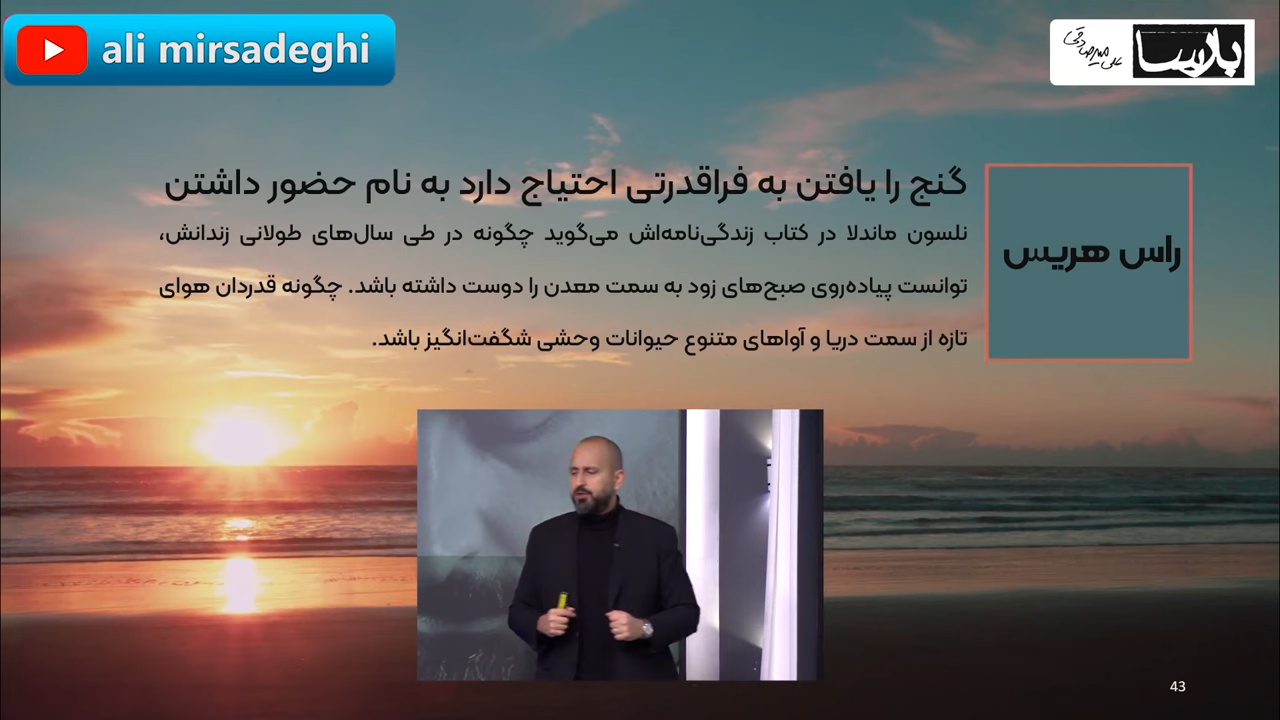 ali mirsadeghi
علی میرصادقی
پلاسا
گنج را یافتن به فراقدرتی احتیاج دارد به نام حضور داشتن
راس هریس
نلسون ماندلا در کتاب زندگی‌نامه‌اش می‌گوید چگونه در طی سال‌های طولانی زندانش،
توانست پیاده‌روی صبح‌های زود به سمت معدن را دوست داشته باشد. چگونه قدردان هوای
تازه از سمت دریا و آواهای متنوع حیوانات وحشی شگفت‌انگیز باشد.
43